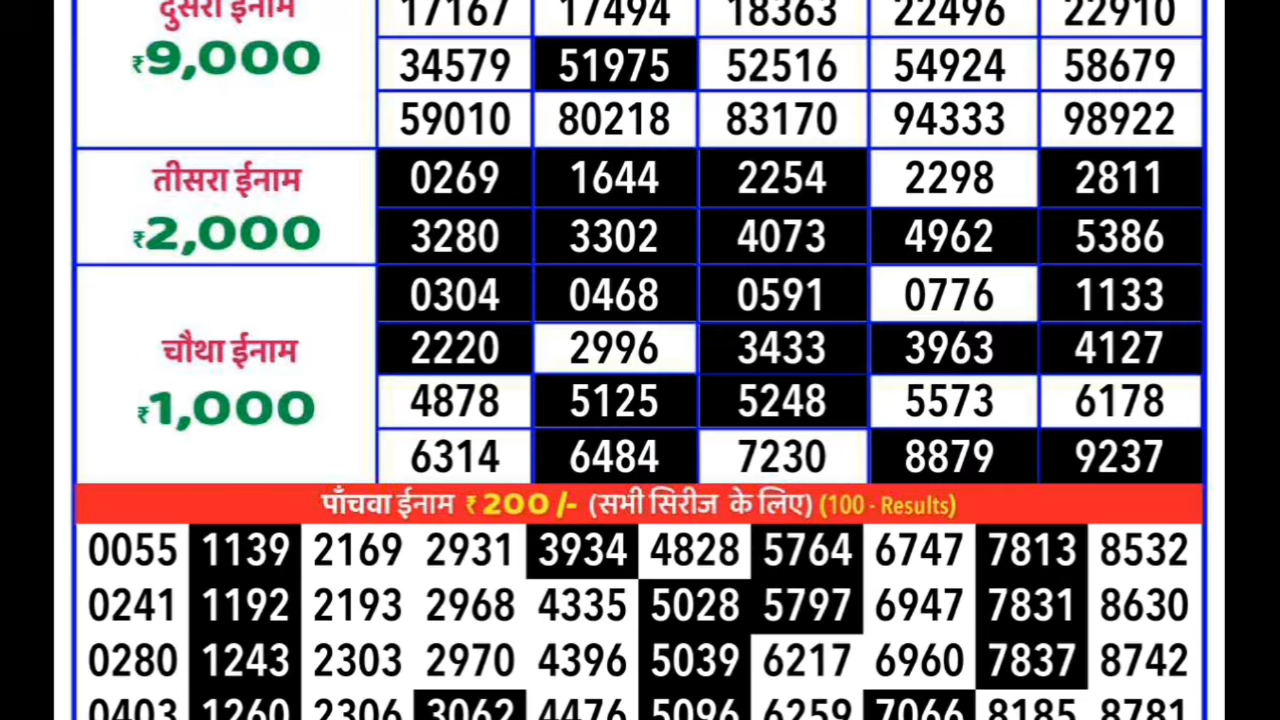 दुसरा ईनाम
₹9,000
17167 17494 18363 22496 22910
34579 51975 52516 54924 58679
59010 80218 83170 94333 98922
तीसरा ईनाम
₹2,000
0269 1644 2254 2298 2811
3280 3302 4073 4962 5386
चौथा ईनाम
₹1,000
0304 0468 0591 0776 1133
2220 2996 3433 3963 4127
4878 5125 5248 5573 6178
6314 6484 7230 8879 9237
पाँचवा ईनाम ₹200/- (सभी सिरीज के लिए) (100 - Results)
0055 1139 2169 2931 3934 4828 5764 6747 7813 8532
0241 1192 2193 2968 4335 5028 5797 6947 7831 8630
0280 1243 2303 2970 4396 5039 6217 6960 7837 8742
0403 1260 2306 3062 4476 5096 6259 7066 8185 8781